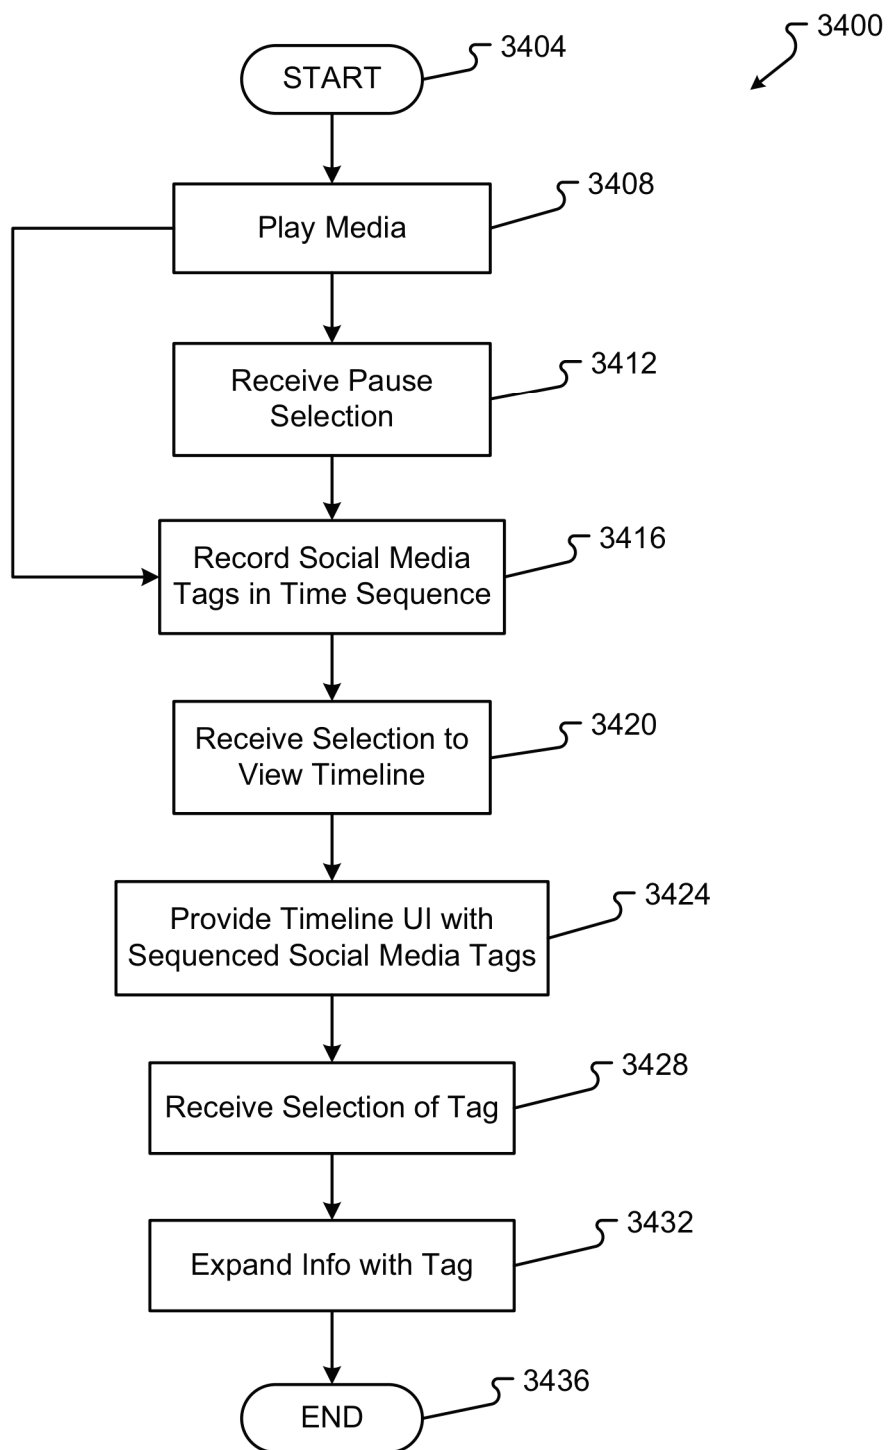 3400
START
3404
Play Media
3408
Receive Pause
Selection
3412
Record Social Media
Tags in Time Sequence
3416
Receive Selection to
View Timeline
3420
Provide Timeline UI with
Sequenced Social Media Tags
3424
Receive Selection of Tag
3428
Expand Info with Tag
3432
END
3436